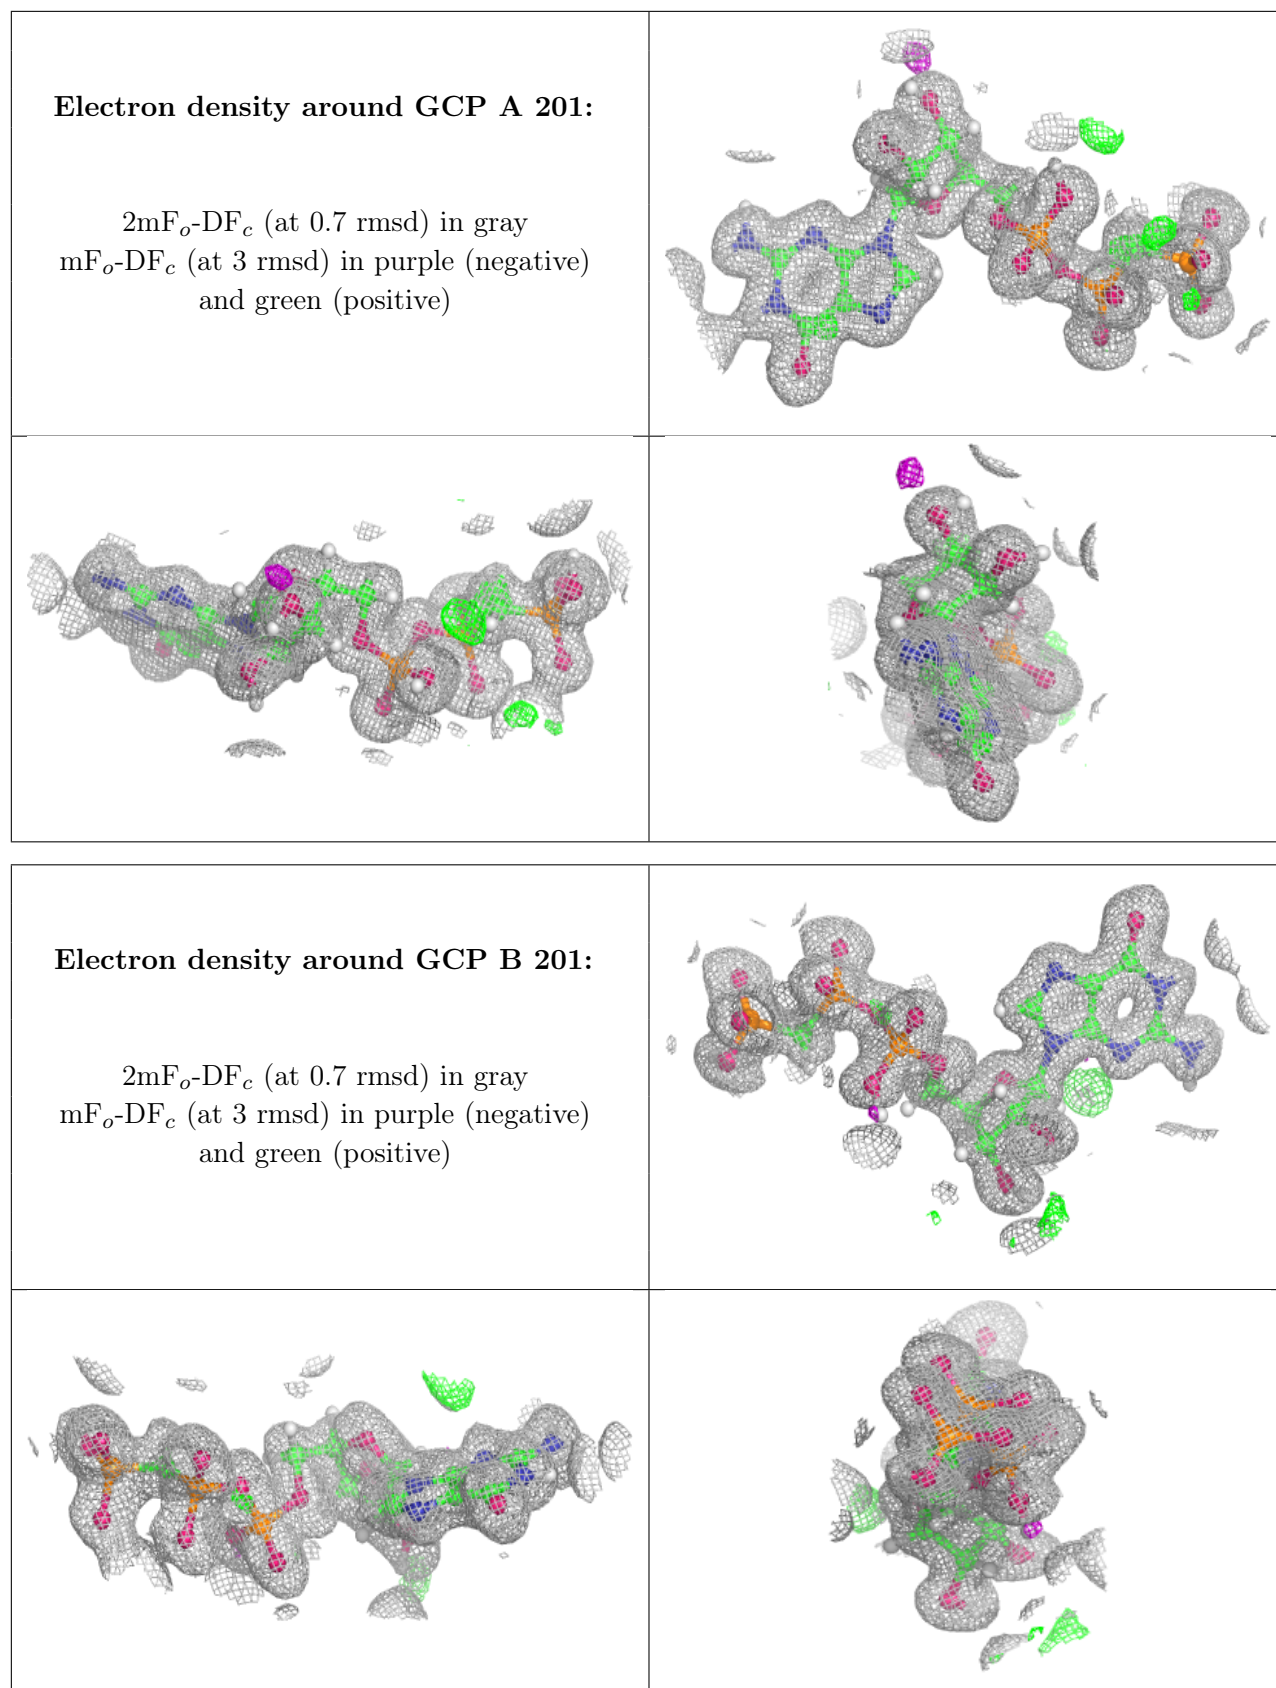 Electron density around GCP A 201:
2mFo-DFc (at 0.7 rmsd) in gray
mFo-DFc (at 3 rmsd) in purple (negative)
and green (positive)
Electron density around GCP B 201:
2mFo-DFc (at 0.7 rmsd) in gray
mFo-DFc (at 3 rmsd) in purple (negative)
and green (positive)